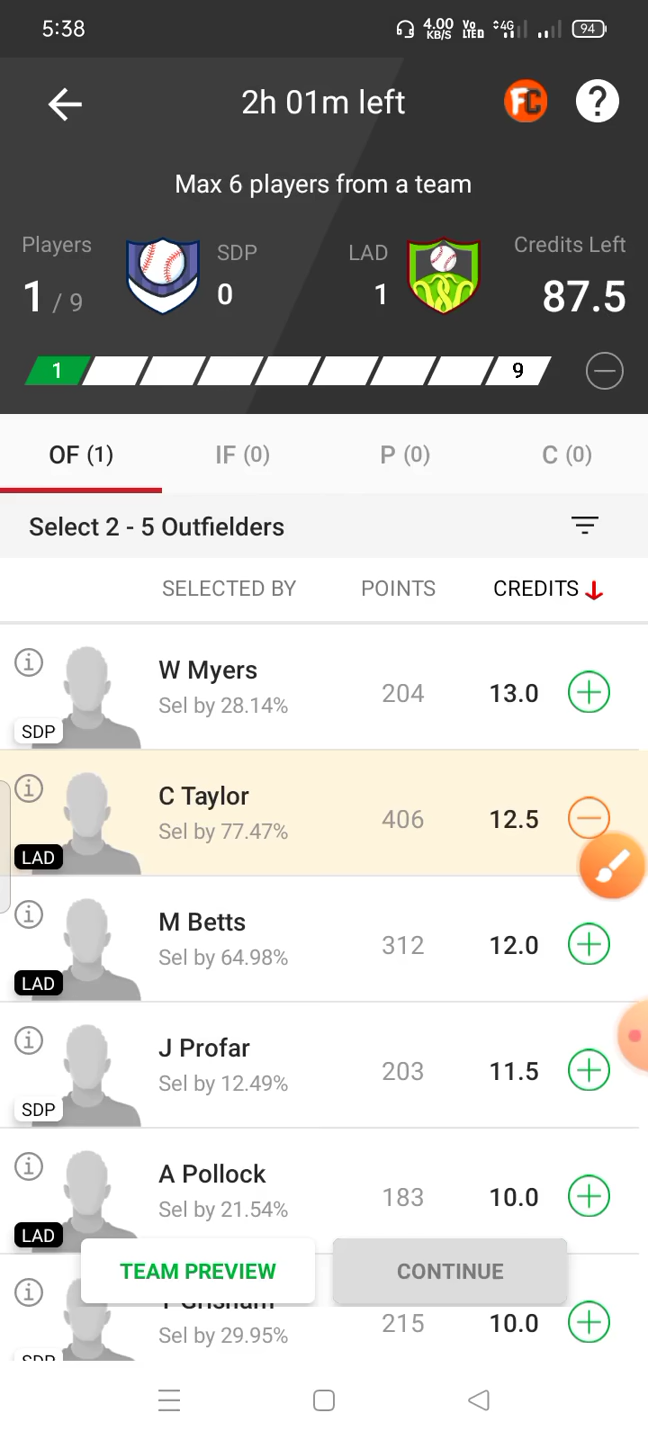 5:38
4.00 KB/S Vo LTED 4G 94
2h 01m left
FC ?
Max 6 players from a team
Players SDP LAD Credits Left
1 / 9 0 1 87.5
1 9
OF (1) IF (0) P (0) C (0)
Select 2 - 5 Outfielders
SELECTED BY POINTS CREDITS
W Myers
Sel by 28.14% 204 13.0
SDP
C Taylor
Sel by 77.47% 406 12.5
LAD
M Betts
Sel by 64.98% 312 12.0
LAD
J Profar
Sel by 12.49% 203 11.5
SDP
A Pollock
Sel by 21.54% 183 10.0
LAD
TEAM PREVIEW CONTINUE
Sel by 29.95% 215 10.0